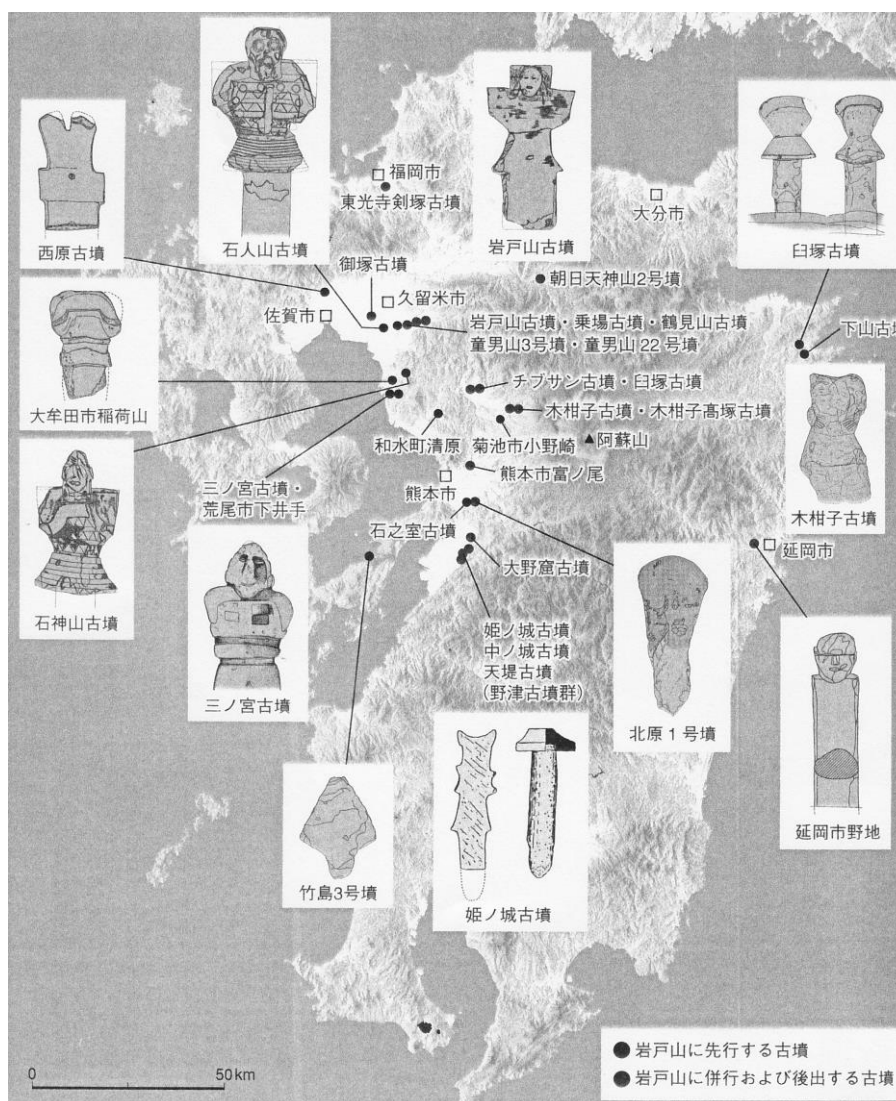 福岡市
東光寺剣塚古墳
大分市
西原古墳
石人山古墳
岩戸山古墳
臼塚古墳
御塚古墳
朝日天神山2号墳
久留米市
佐賀市
岩戸山古墳・乗場古墳・鶴見山古墳
童男山3号墳・童男山22号墳
下山古墳
チブサン古墳・臼塚古墳
大牟田市稲荷山
木柑子古墳・木柑子髙塚古墳
和水町清原
菊池市小野崎
阿蘇山
三ノ宮古墳・
荒尾市下井手
熊本市富ノ尾
熊本市
石之室古墳
木柑子古墳
延岡市
石神山古墳
大野窟古墳
三ノ宮古墳
姫ノ城古墳
中ノ城古墳
天堤古墳
(野津古墳群)
北原1号墳
延岡市野地
竹島3号墳
姫ノ城古墳
0 50km
岩戸山に先行する古墳
岩戸山に併行および後出する古墳